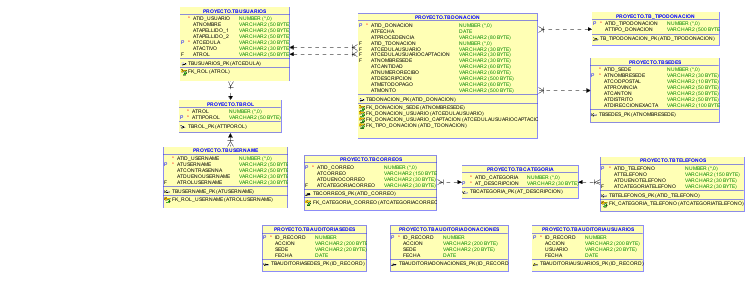 PROYECTO.TBUSUARIOS
* ATID_USUARIO NUMBER (*,0)
ATNOMBRE VARCHAR2 (50 BYTE)
ATAPELLIDO_1 VARCHAR2 (50 BYTE)
ATAPELLIDO_2 VARCHAR2 (50 BYTE)
P * ATCEDULA VARCHAR2 (30 BYTE)
ATACTIVO VARCHAR2 (30 BYTE)
F ATROL VARCHAR2 (50 BYTE)
TBUSUARIOS_PK (ATCEDULA)
FK_ROL (ATROL)
PROYECTO.TBROL
* ATROL NUMBER (*,0)
P * ATTIPOROL VARCHAR2 (50 BYTE)
TBROL_PK (ATTIPOROL)
PROYECTO.TBUSERNAME
* ATID_USERNAME NUMBER (*,0)
P * ATUSERNAME VARCHAR2 (50 BYTE)
ATCONTRASENNA VARCHAR2 (50 BYTE)
ATDUENOUSERNAME VARCHAR2 (30 BYTE)
F ATROLUSERNAME VARCHAR2 (30 BYTE)
TBUSERNAME_PK (ATUSERNAME)
FK_ROL_USERNAME (ATROLUSERNAME)
PROYECTO.TBDONACION
P * ATID_DONACION NUMBER (*,0)
ATFECHA DATE
ATPROCEDENCIA VARCHAR2 (80 BYTE)
F ATID_TDONACION NUMBER (*,0)
F ATCEDULAUSUARIO VARCHAR2 (30 BYTE)
F ATCEDULAUSUARIOCAPTACION VARCHAR2 (30 BYTE)
F ATNOMBRESEDE VARCHAR2 (30 BYTE)
ATCANTIDAD VARCHAR2 (60 BYTE)
ATNUMERORECIBO VARCHAR2 (60 BYTE)
ATDESCRIPCION VARCHAR2 (500 BYTE)
ATMETODOPAGO VARCHAR2 (60 BYTE)
ATMONTO VARCHAR2 (500 BYTE)
TBDONACION_PK (ATID_DONACION)
FK_DONACION_SEDE (ATNOMBRESEDE)
FK_DONACION_USUARIO (ATCEDULAUSUARIO)
FK_DONACION_USUARIO_CAPTACION (ATCEDULAUSUARIOCAPTACION)
FK_TIPO_DONACION (ATID_TDONACION)
PROYECTO.TB_TIPODONACION
P * ATID_TIPODONACION NUMBER (*,0)
ATTIPO_DONACION VARCHAR2 (500 BYTE)
TB_TIPODONACION_PK (ATID_TIPODONACION)
PROYECTO.TBSEDES
* ATID_SEDE NUMBER (*,0)
P * ATNOMBRESEDE VARCHAR2 (30 BYTE)
ATCODPOSTAL VARCHAR2 (10 BYTE)
ATPROVINCIA VARCHAR2 (50 BYTE)
ATCANTON VARCHAR2 (50 BYTE)
ATDISTRITO VARCHAR2 (50 BYTE)
ATDIRECCIONEXACTA VARCHAR2 (100 BYTE)
TBSEDES_PK (ATNOMBRESEDE)
PROYECTO.TBCORREOS
P * ATID_CORREO NUMBER (*,0)
ATCORREO VARCHAR2 (150 BYTE)
ATDUENOCORREO VARCHAR2 (30 BYTE)
F ATCATEGORIACORREO VARCHAR2 (30 BYTE)
TBCORREOS_PK (ATID_CORREO)
FK_CATEGORIA_CORREO (ATCATEGORIACORREO)
PROYECTO.TBCATEGORIA
* ATID_CATEGORIA NUMBER (*,0)
P * AT_DESCRIPCION VARCHAR2 (30 BYTE)
TBCATEGORIA_PK (AT_DESCRIPCION)
PROYECTO.TBTELEFONOS
P * ATID_TELEFONO NUMBER (*,0)
ATTELEFONO VARCHAR2 (150 BYTE)
ATDUENOTELEFONO VARCHAR2 (30 BYTE)
F ATCATEGORIATELEFONO VARCHAR2 (30 BYTE)
TBTELEFONOS_PK (ATID_TELEFONO)
FK_CATEGORIA_TELEFONO (ATCATEGORIATELEFONO)
PROYECTO.TBAUDITORIASEDES
P * ID_RECORD NUMBER
ACCION VARCHAR2 (200 BYTE)
SEDE VARCHAR2 (20 BYTE)
FECHA DATE
TBAUDITORIASEDES_PK (ID_RECORD)
PROYECTO.TBAUDITORIADONACIONES
P * ID_RECORD NUMBER
ACCION VARCHAR2 (200 BYTE)
SEDE VARCHAR2 (20 BYTE)
FECHA DATE
TBAUDITORIADONACIONES_PK (ID_RECORD)
PROYECTO.TBAUDITORIAUSUARIOS
P * ID_RECORD NUMBER
ACCION VARCHAR2 (200 BYTE)
USUARIO VARCHAR2 (20 BYTE)
FECHA DATE
TBAUDITORIAUSUARIOS_PK (ID_RECORD)